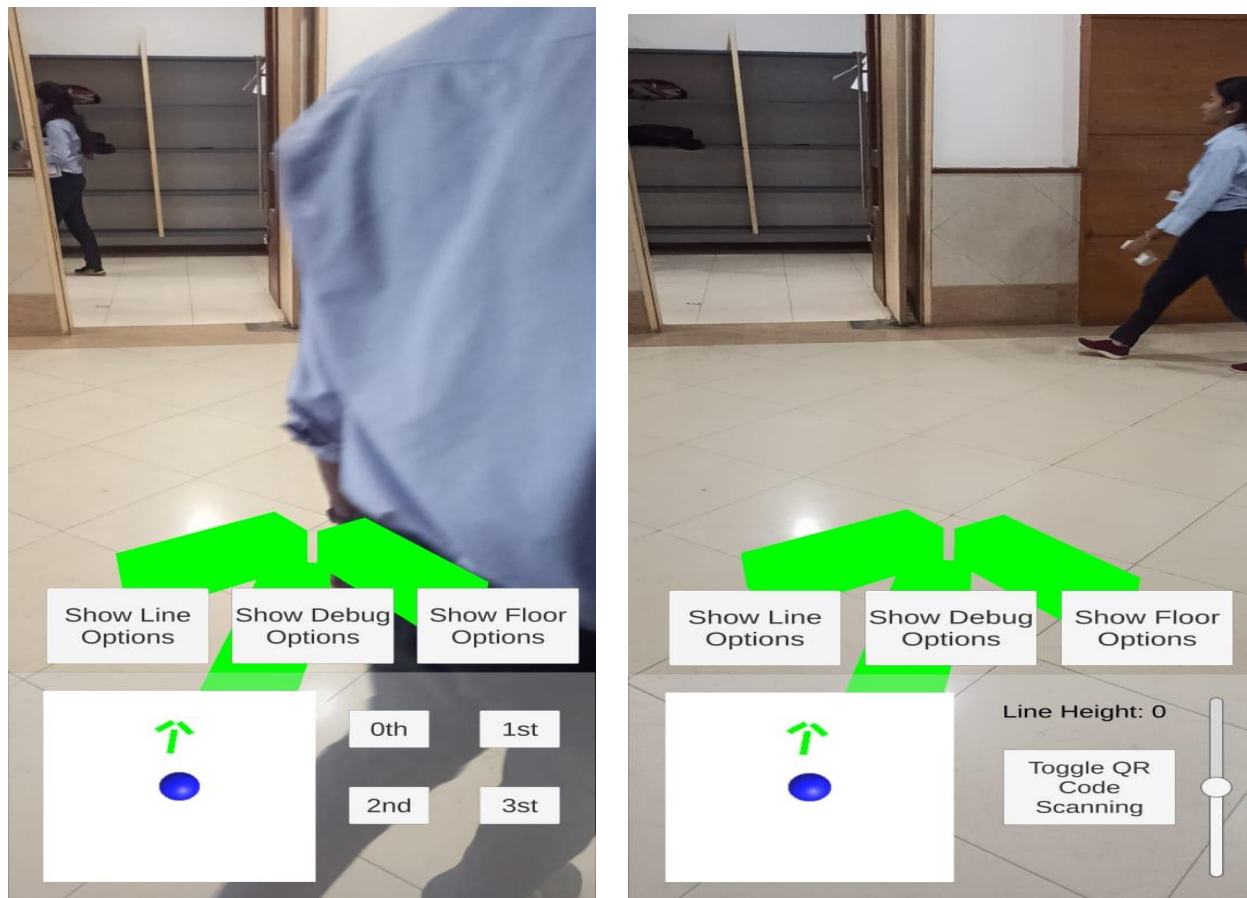 Show Line
Options
Show Debug
Options
Show Floor
Options
0th
1st
2nd
3st
Show Line
Options
Show Debug
Options
Show Floor
Options
Line Height: 0
Toggle QR
Code
Scanning